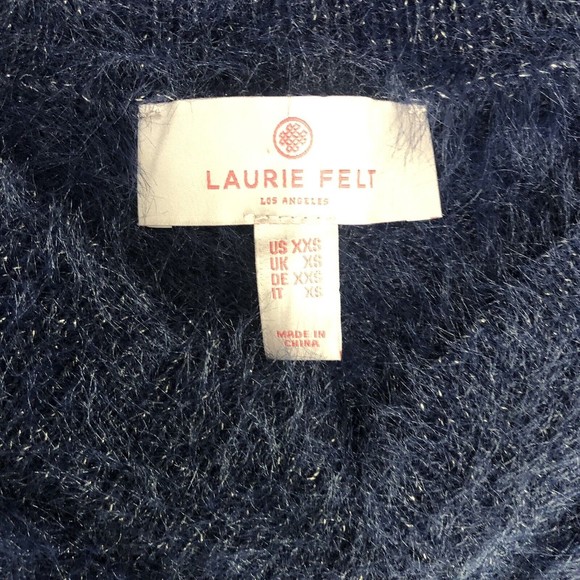 LAURIE FELT
LOS ANGELES
US XXS
UK XS
DE XXS
IT XS
MADE IN
CHINA